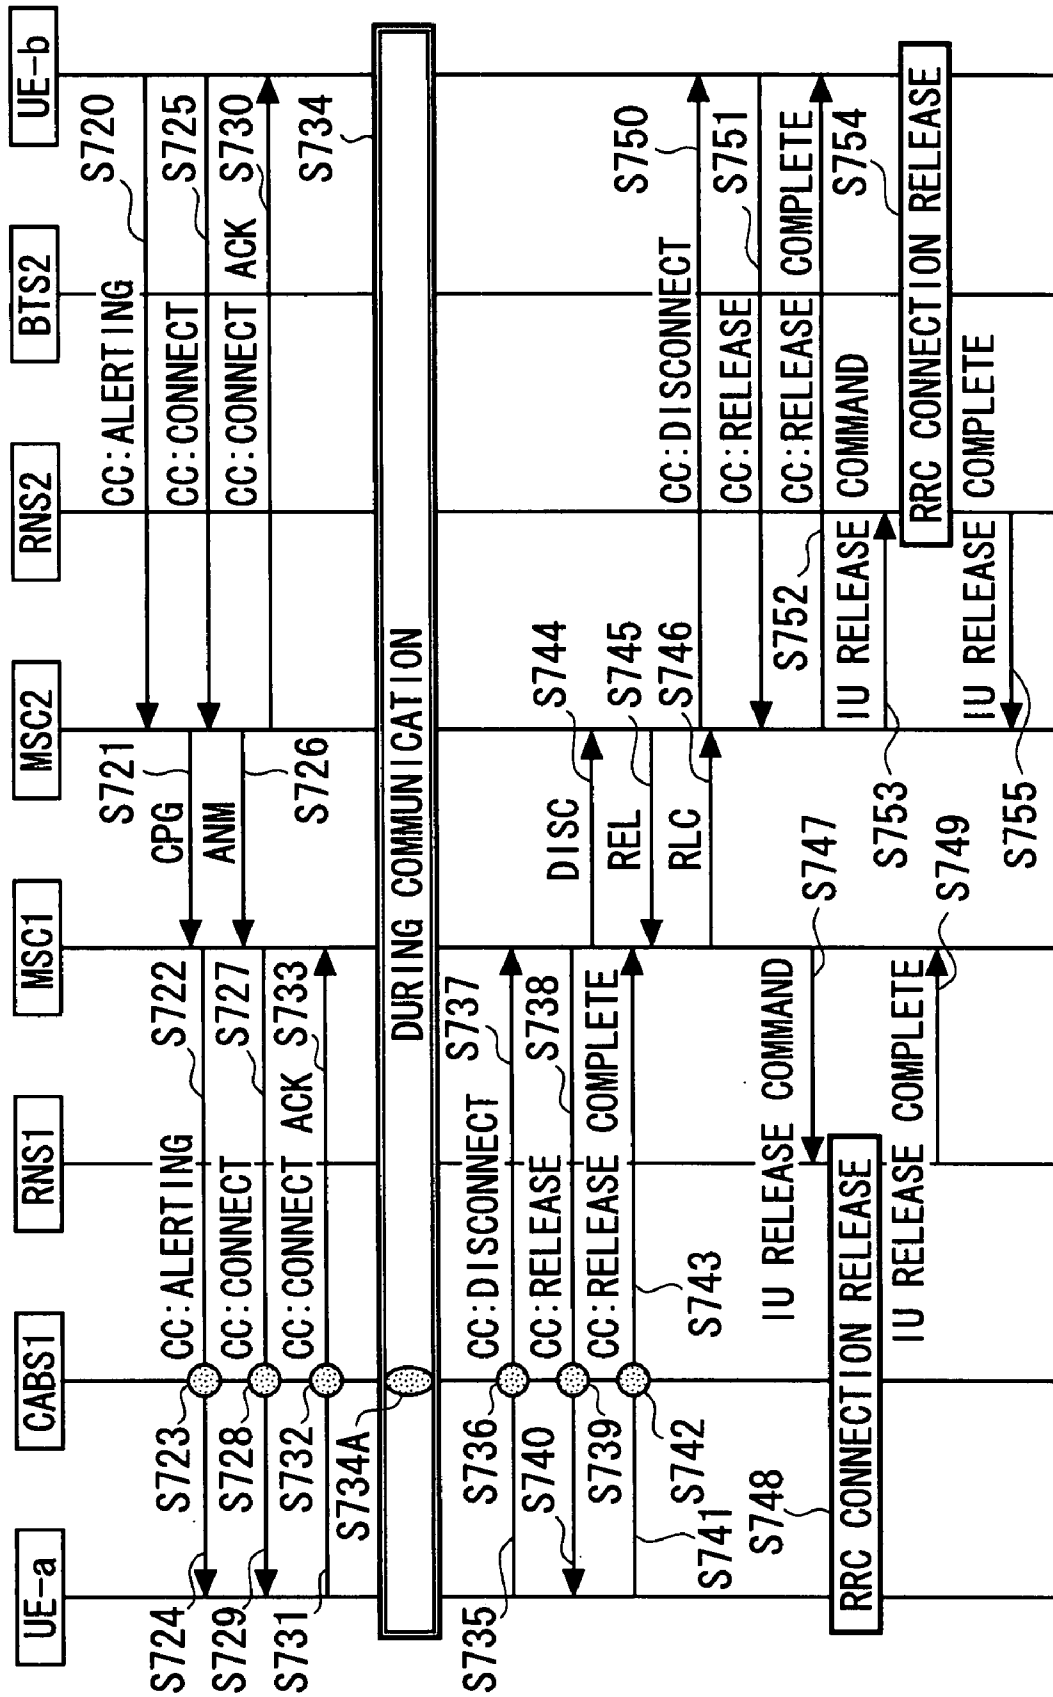 UE-a
CABS1
RNS1
MSC1
MSC2
RNS2
BTS2
UE-b
CC:ALERTING
S720
CPG
S721
CC:ALERTING
S722
S723
S724
CC:CONNECT
S725
ANM
S726
CC:CONNECT
S727
S728
S729
CC:CONNECT ACK
S730
S731
S732
CC:CONNECT ACK
S733
DURING COMMUNICATION
S734
S734A
S735
S736
CC:DISCONNECT
S737
CC:RELEASE
S738
S739
S740
S741
S742
CC:RELEASE COMPLETE
S743
DISC
S744
REL
S745
RLC
S746
CC:DISCONNECT
S750
CC:RELEASE
S751
CC:RELEASE COMPLETE
S752
IU RELEASE COMMAND
S747
S748
RRC CONNECTION RELEASE
IU RELEASE COMPLETE
S749
IU RELEASE COMMAND
S753
RRC CONNECTION RELEASE
S754
IU RELEASE COMPLETE
S755